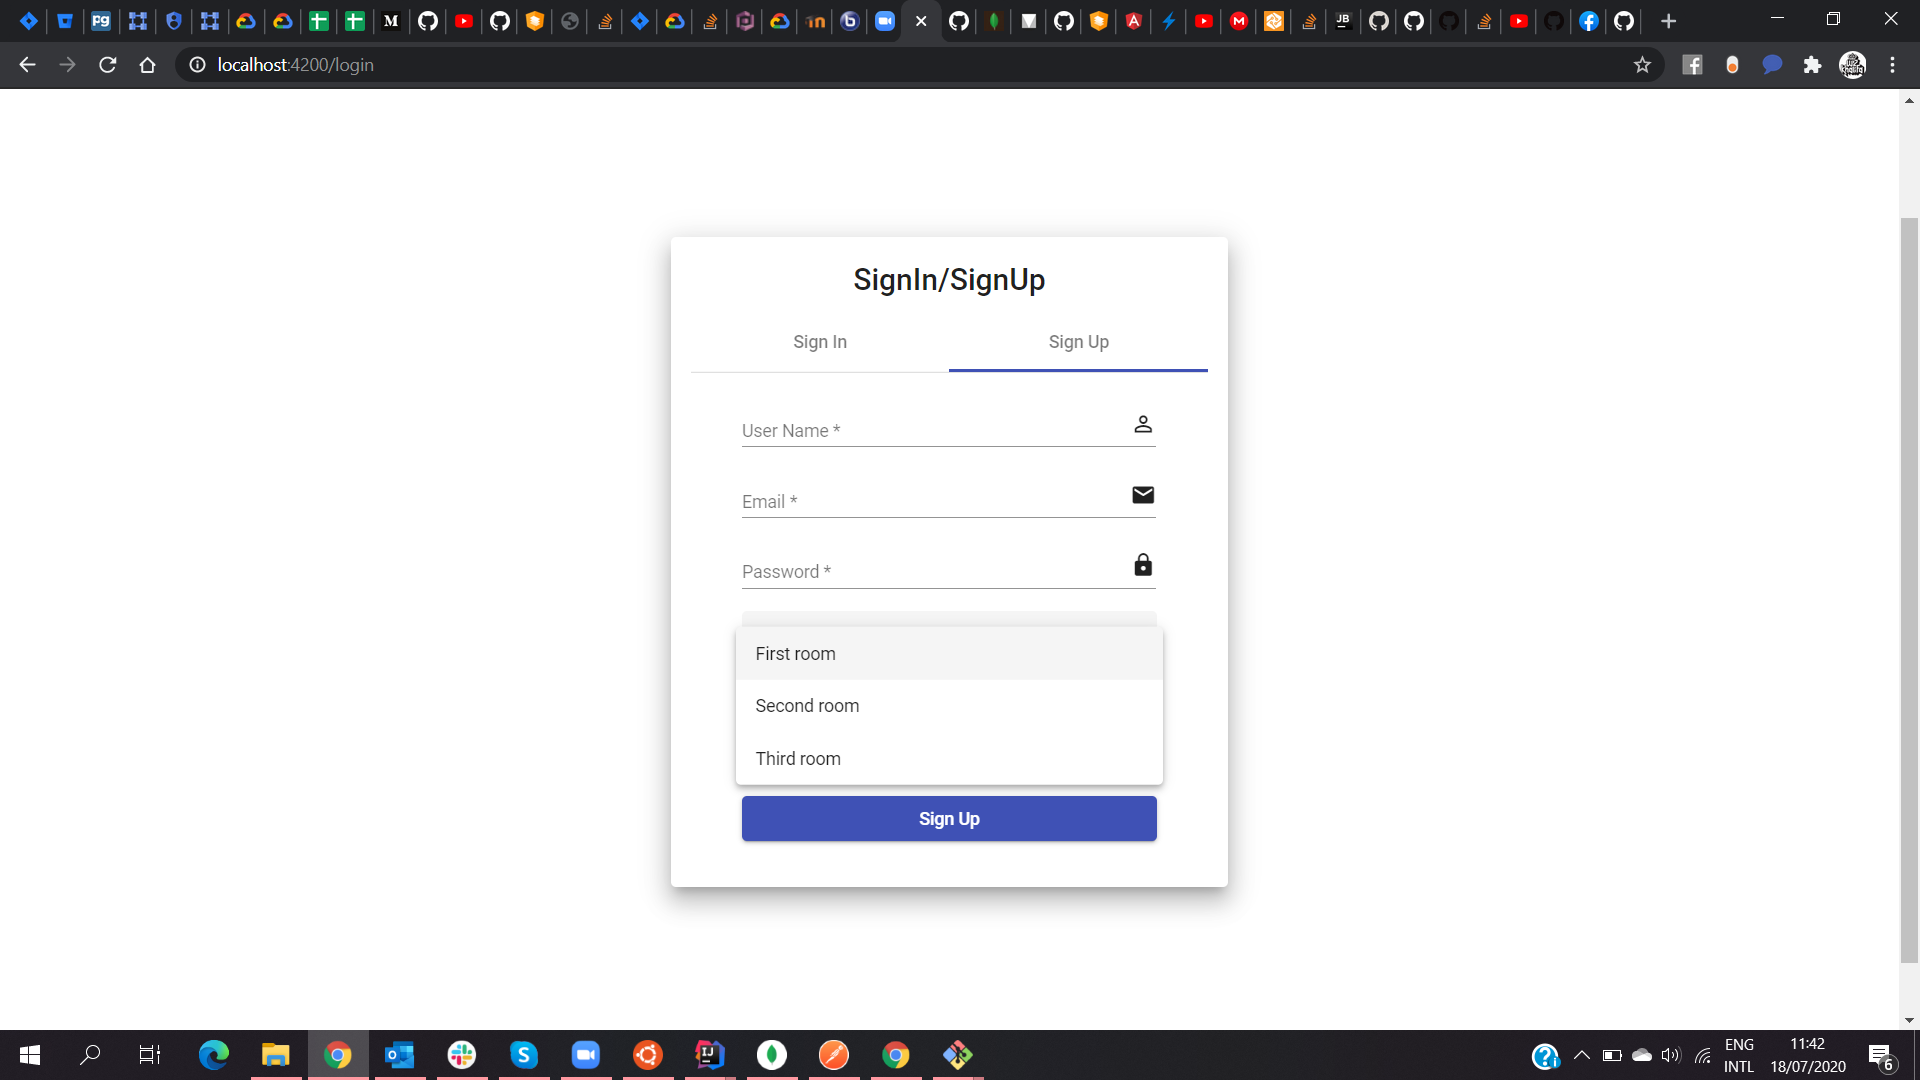 localhost:4200/login
SignIn/SignUp
Sign In
Sign Up
User Name *
Email *
Password *
First room
Second room
Third room
Sign Up
ENG
INTL
11:42
18/07/2020
6